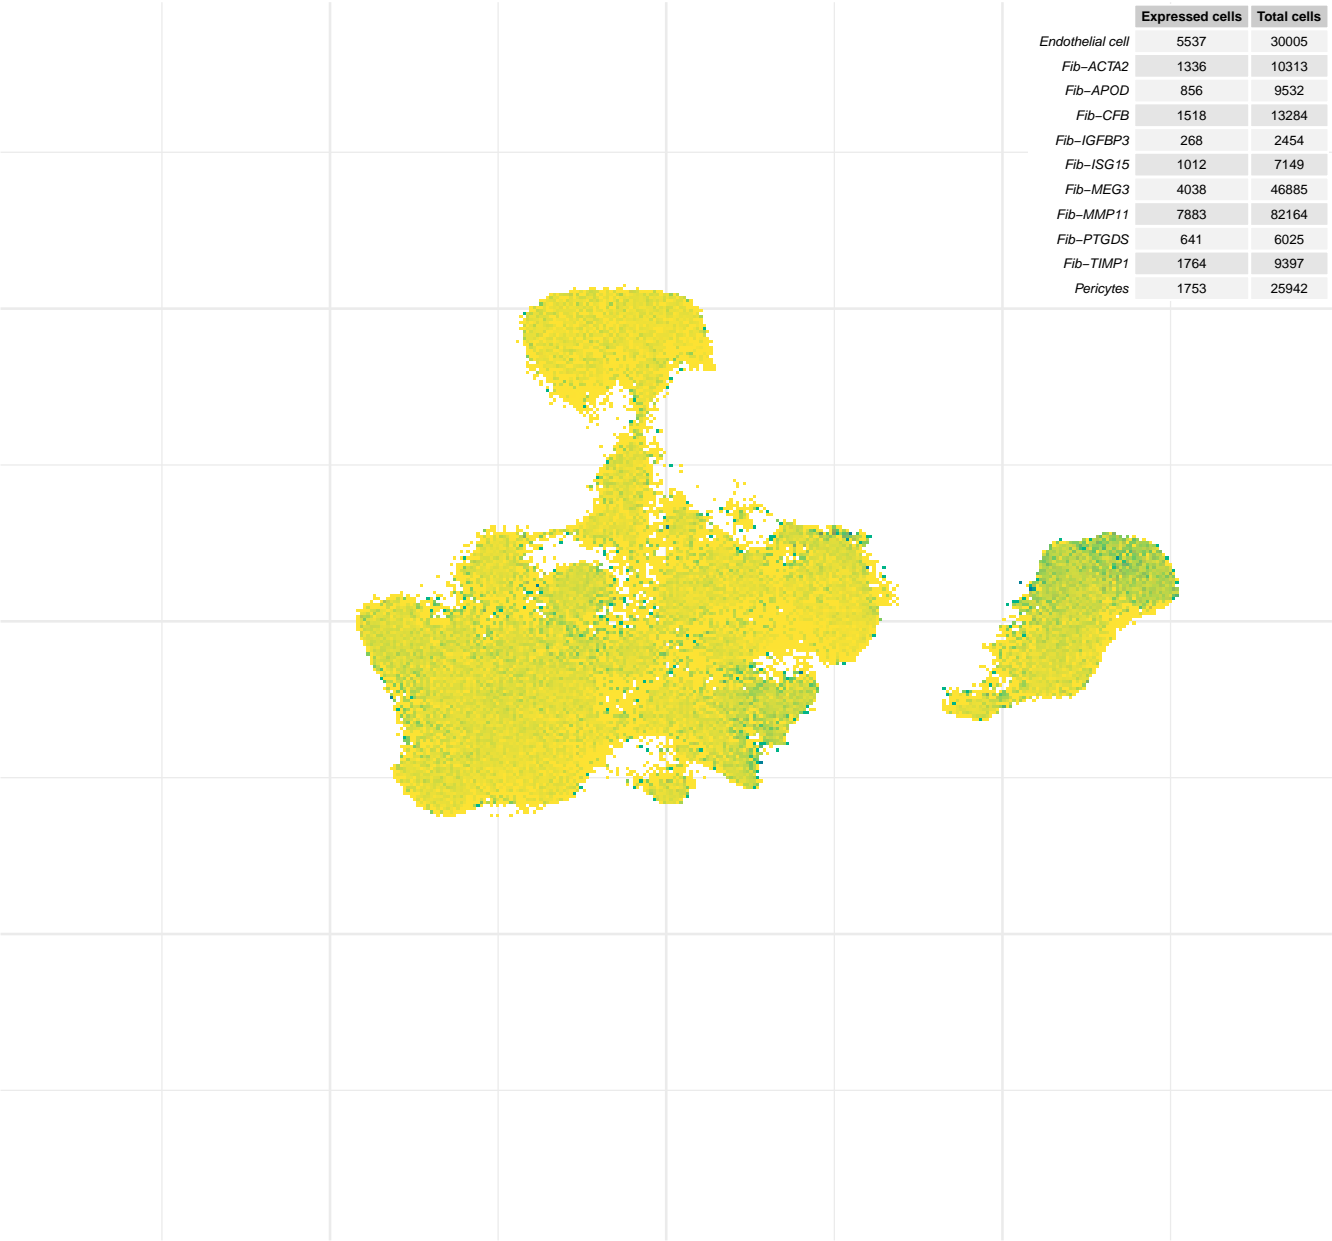 Expressed cells Total cells
Endothelial cell 5537 30005
Fib−ACTA2 1336 10313
Fib−APOD 856 9532
Fib−CFB 1518 13284
Fib−IGFBP3 268 2454
Fib−ISG15 1012 7149
Fib−MEG3 4038 46885
Fib−MMP11 7883 82164
Fib−PTGDS 641 6025
Fib−TIMP1 1764 9397
Pericytes 1753 25942